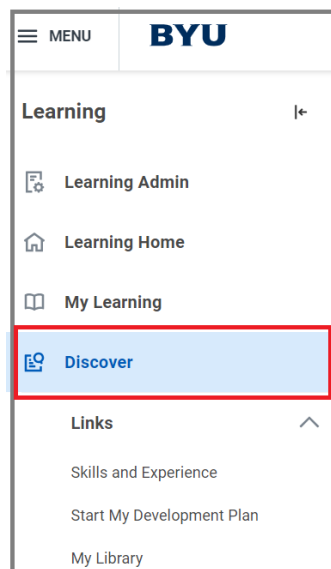 MENU BYU
Learning
Learning Admin
Learning Home
My Learning
Discover
Links
Skills and Experience
Start My Development Plan
My Library